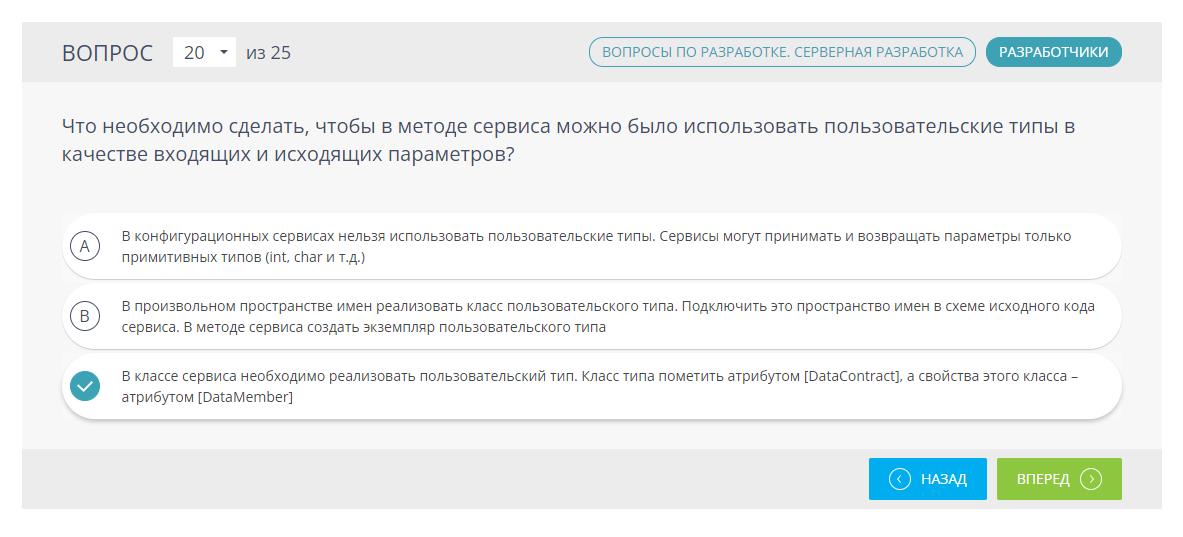 ВОПРОС 20 из 25 ВОПРОСЫ ПО РАЗРАБОТКЕ. СЕРВЕРНАЯ РАЗРАБОТКА РАЗРАБОТЧИКИ
Что необходимо сделать, чтобы в методе сервиса можно было использовать пользовательские типы в
качестве входящих и исходящих параметров?
A В конфигурационных сервисах нельзя использовать пользовательские типы. Сервисы могут принимать и возвращать параметры только
примитивных типов (int, char и т.д.)
B В произвольном пространстве имен реализовать класс пользовательского типа. Подключить это пространство имен в схеме исходного кода
сервиса. В методе сервиса создать экземпляр пользовательского типа
В классе сервиса необходимо реализовать пользовательский тип. Класс типа пометить атрибутом [DataContract], а свойства этого класса –
атрибутом [DataMember]
НАЗАД ВПЕРЕД